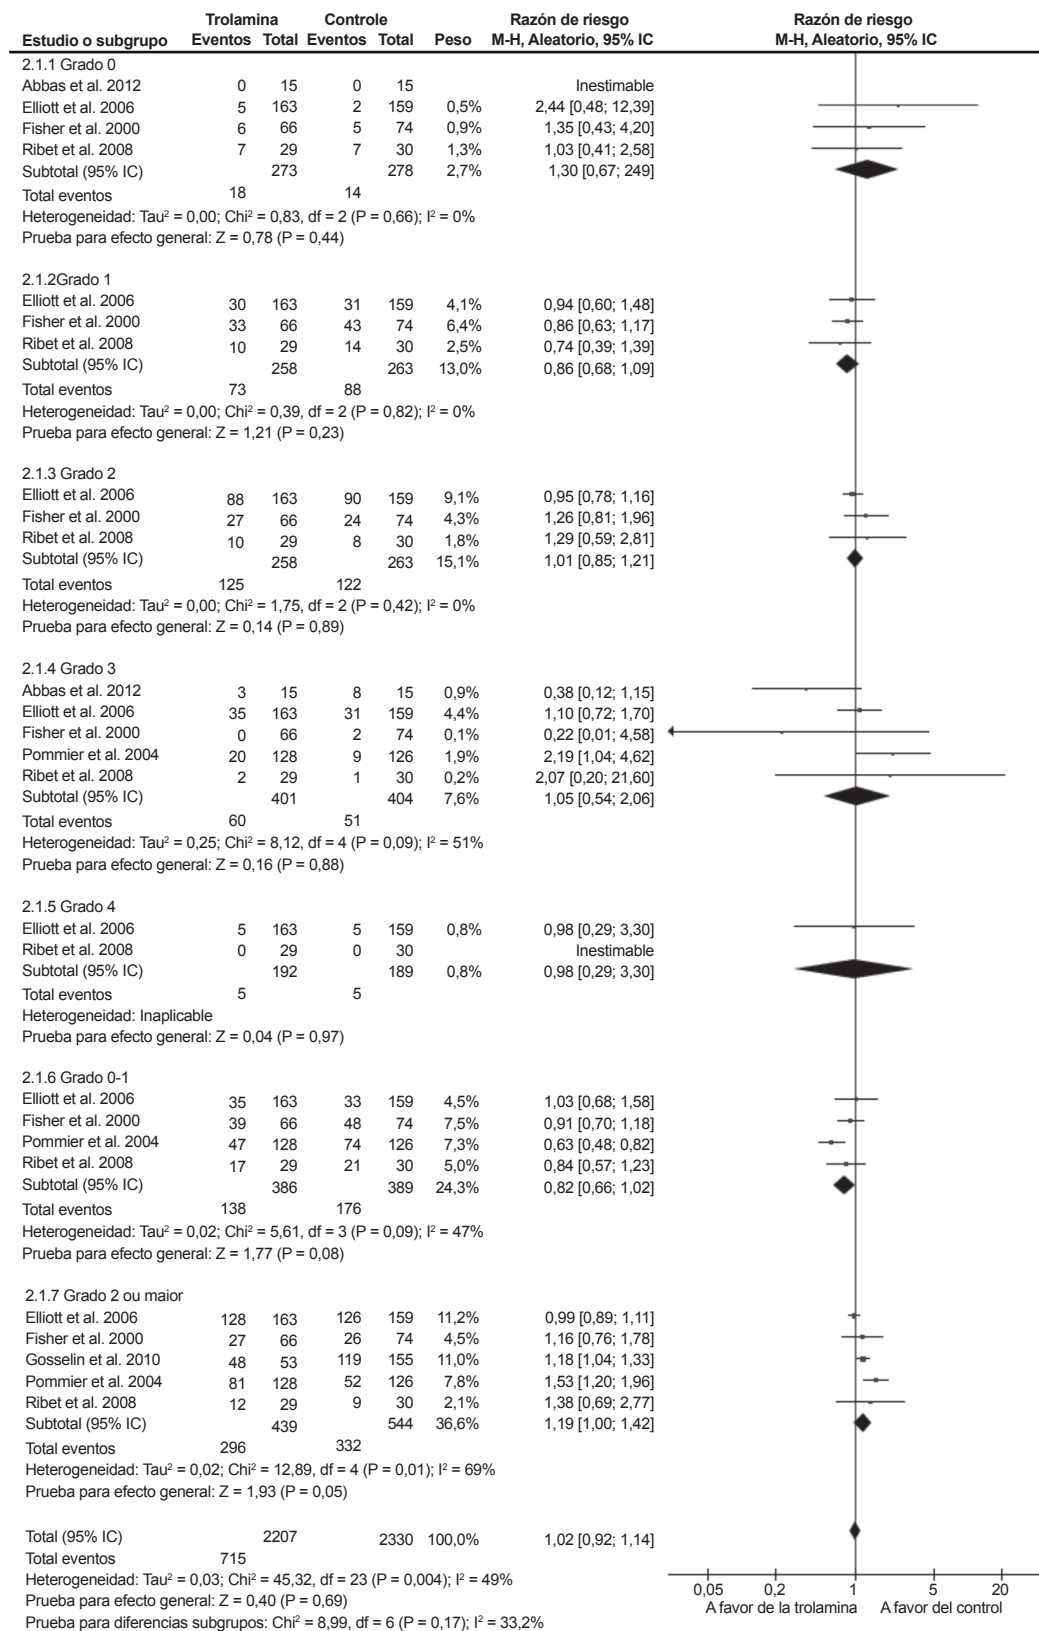 Trolamina Controle Razón de riesgo Razón de riesgo
Estudio o subgrupo Eventos Total Eventos Total Peso M-H, Aleatorio, 95% IC M-H, Aleatorio, 95% IC
2.1.1 Grado 0
Abbas et al. 2012 0 15 0 15 Inestimable
Elliott et al. 2006 5 163 2 159 0,5% 2,44 [0,48; 12,39]
Fisher et al. 2000 6 66 5 74 0,9% 1,35 [0,43; 4,20]
Ribet et al. 2008 7 29 7 30 1,3% 1,03 [0,41; 2,58]
Subtotal (95% IC) 273 278 2,7% 1,30 [0,67; 249]
Total eventos 18 14
Heterogeneidad: Tau² = 0,00; Chi² = 0,83, df = 2 (P = 0,66); I² = 0%
Prueba para efecto general: Z = 0,78 (P = 0,44)
2.1.2Grado 1
Elliott et al. 2006 30 163 31 159 4,1% 0,94 [0,60; 1,48]
Fisher et al. 2000 33 66 43 74 6,4% 0,86 [0,63; 1,17]
Ribet et al. 2008 10 29 14 30 2,5% 0,74 [0,39; 1,39]
Subtotal (95% IC) 258 263 13,0% 0,86 [0,68; 1,09]
Total eventos 73 88
Heterogeneidad: Tau² = 0,00; Chi² = 0,39, df = 2 (P = 0,82); I² = 0%
Prueba para efecto general: Z = 1,21 (P = 0,23)
2.1.3 Grado 2
Elliott et al. 2006 88 163 90 159 9,1% 0,95 [0,78; 1,16]
Fisher et al. 2000 27 66 24 74 4,3% 1,26 [0,81; 1,96]
Ribet et al. 2008 10 29 8 30 1,8% 1,29 [0,59; 2,81]
Subtotal (95% IC) 258 263 15,1% 1,01 [0,85; 1,21]
Total eventos 125 122
Heterogeneidad: Tau² = 0,00; Chi² = 1,75, df = 2 (P = 0,42); I² = 0%
Prueba para efecto general: Z = 0,14 (P = 0,89)
2.1.4 Grado 3
Abbas et al. 2012 3 15 8 15 0,9% 0,38 [0,12; 1,15]
Elliott et al. 2006 35 163 31 159 4,4% 1,10 [0,72; 1,70]
Fisher et al. 2000 0 66 2 74 0,1% 0,22 [0,01; 4,58]
Pommier et al. 2004 20 128 9 126 1,9% 2,19 [1,04; 4,62]
Ribet et al. 2008 2 29 1 30 0,2% 2,07 [0,20; 21,60]
Subtotal (95% IC) 401 404 7,6% 1,05 [0,54; 2,06]
Total eventos 60 51
Heterogeneidad: Tau² = 0,25; Chi² = 8,12, df = 4 (P = 0,09); I² = 51%
Prueba para efecto general: Z = 0,16 (P = 0,88)
2.1.5 Grado 4
Elliott et al. 2006 5 163 5 159 0,8% 0,98 [0,29; 3,30]
Ribet et al. 2008 0 29 0 30 Inestimable
Subtotal (95% IC) 192 189 0,8% 0,98 [0,29; 3,30]
Total eventos 5 5
Heterogeneidad: Inaplicable
Prueba para efecto general: Z = 0,04 (P = 0,97)
2.1.6 Grado 0-1
Elliott et al. 2006 35 163 33 159 4,5% 1,03 [0,68; 1,58]
Fisher et al. 2000 39 66 48 74 7,5% 0,91 [0,70; 1,18]
Pommier et al. 2004 47 128 74 126 7,3% 0,63 [0,48; 0,82]
Ribet et al. 2008 17 29 21 30 5,0% 0,84 [0,57; 1,23]
Subtotal (95% IC) 386 389 24,3% 0,82 [0,66; 1,02]
Total eventos 138 176
Heterogeneidad: Tau² = 0,02; Chi² = 5,61, df = 3 (P = 0,09); I² = 47%
Prueba para efecto general: Z = 1,77 (P = 0,08)
2.1.7 Grado 2 ou maior
Elliott et al. 2006 128 163 126 159 11,2% 0,99 [0,89; 1,11]
Fisher et al. 2000 27 66 26 74 4,5% 1,16 [0,76; 1,78]
Gosselin et al. 2010 48 53 119 155 11,0% 1,18 [1,04; 1,33]
Pommier et al. 2004 81 128 52 126 7,8% 1,53 [1,20; 1,96]
Ribet et al. 2008 12 29 9 30 2,1% 1,38 [0,69; 2,77]
Subtotal (95% IC) 439 544 36,6% 1,19 [1,00; 1,42]
Total eventos 296 332
Heterogeneidad: Tau² = 0,02; Chi² = 12,89, df = 4 (P = 0,01); I² = 69%
Prueba para efecto general: Z = 1,93 (P = 0,05)
Total (95% IC) 2207 2330 100,0% 1,02 [0,92; 1,14]
Total eventos 715
Heterogeneidad: Tau² = 0,03; Chi² = 45,32, df = 23 (P = 0,004); I² = 49%
Prueba para efecto general: Z = 0,40 (P = 0,69)
Prueba para diferencias subgrupos: Chi² = 8,99, df = 6 (P = 0,17); I² = 33,2%
0,05 0,2 1 5 20
A favor de la trolamina A favor del control